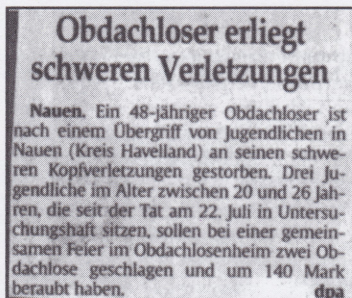 Obdachloser erliegt
schweren Verletzungen
Nauen. Ein 48-jähriger Obdachloser ist
nach einem Übergriff von Jugendlichen in
Nauen (Kreis Havelland) an seinen schwe-
ren Kopfverletzungen gestorben. Drei Ju-
gendliche im Alter zwischen 20 und 26 Jah-
ren, die seit der Tat am 22. Juli in Untersu-
chungshaft sitzen, sollen bei einer gemein-
samen Feier im Obdachlosenheim zwei Ob-
dachlose geschlagen und um 140 Mark
beraubt haben. dpa